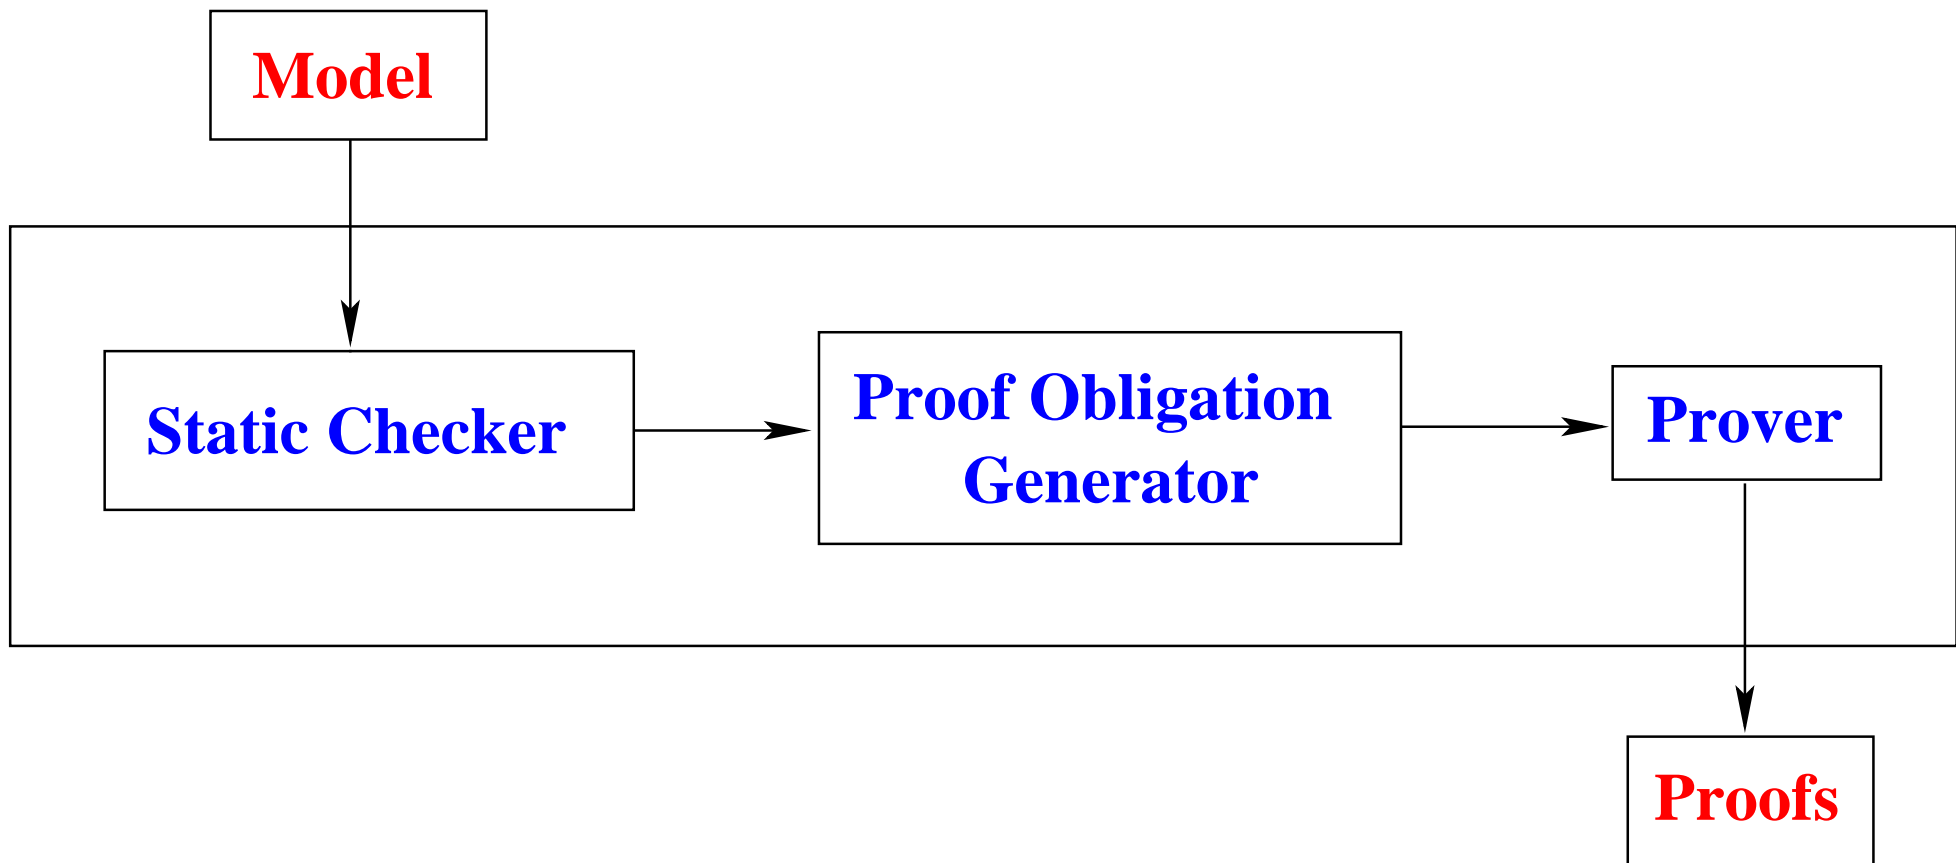 Model
Static Checker
Proof Obligation
Generator
Prover
Proofs